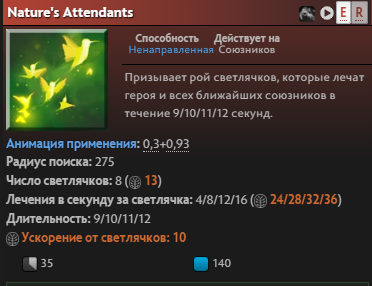 Nature's Attendants
E R
Способность Действует на
Ненаправленная Союзников
Призывает рой светлячков, которые лечат
героя и всех ближайших союзников в
течение 9/10/11/12 секунд.
Анимация применения: 0,3+0,93
Радиус поиска: 275
Число светлячков: 8 ( 13)
Лечения в секунду за светлячка: 4/8/12/16 ( 24/28/32/36)
Длительность: 9/10/11/12
Ускорение от светлячков: 10
35 140